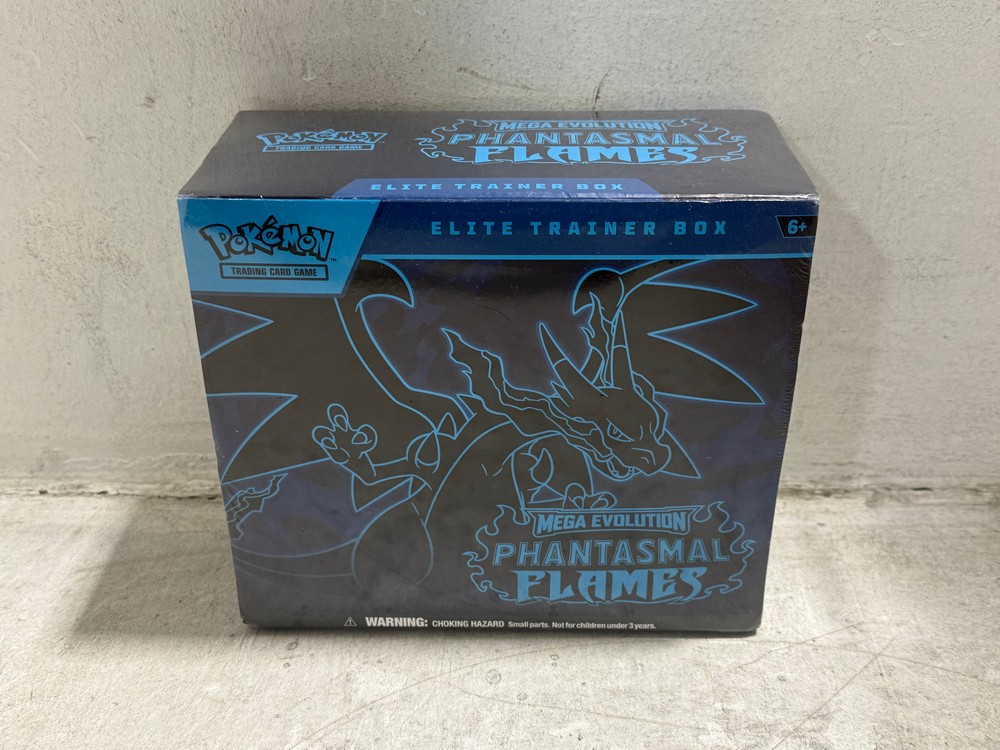 Pokémon
TRADING CARD GAME
MEGA EVOLUTION
PHANTASMAL
FLAMES
ELITE TRAINER BOX
POKéMON
TRADING CARD GAME
ELITE TRAINER BOX
6+
MEGA EVOLUTION
PHANTASMAL
FLAMES
WARNING: CHOKING HAZARD Small parts. Not for children under 3 years.